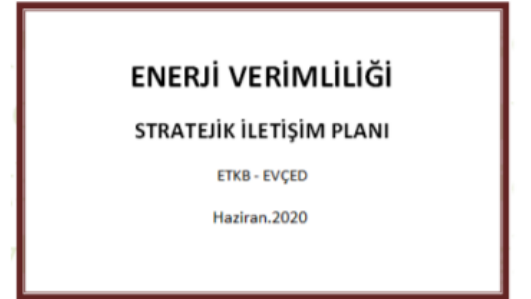 ENERJİ VERİMLİLİĞİ
STRATEJİK İLETİŞİM PLANI
ETKB - EVÇED
Haziran.2020